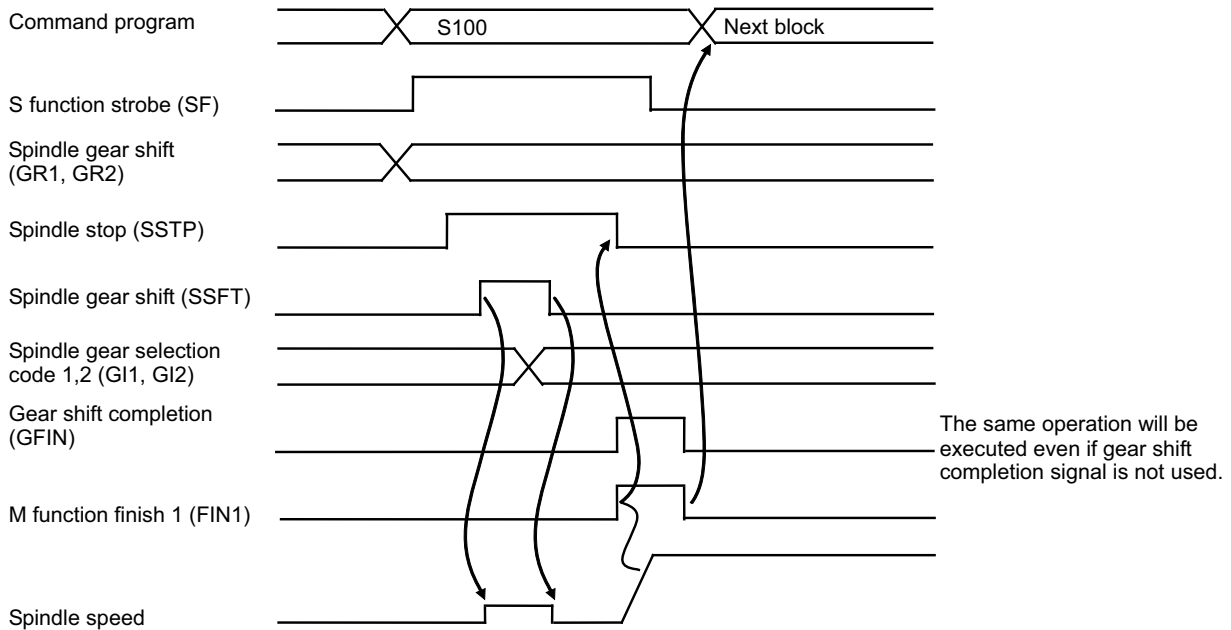 Command program
S100
Next block
S function strobe (SF)
Spindle gear shift
(GR1, GR2)
Spindle stop (SSTP)
Spindle gear shift (SSFT)
Spindle gear selection
code 1,2 (GI1, GI2)
Gear shift completion
(GFIN)
The same operation will be
executed even if gear shift
completion signal is not used.
M function finish 1 (FIN1)
Spindle speed